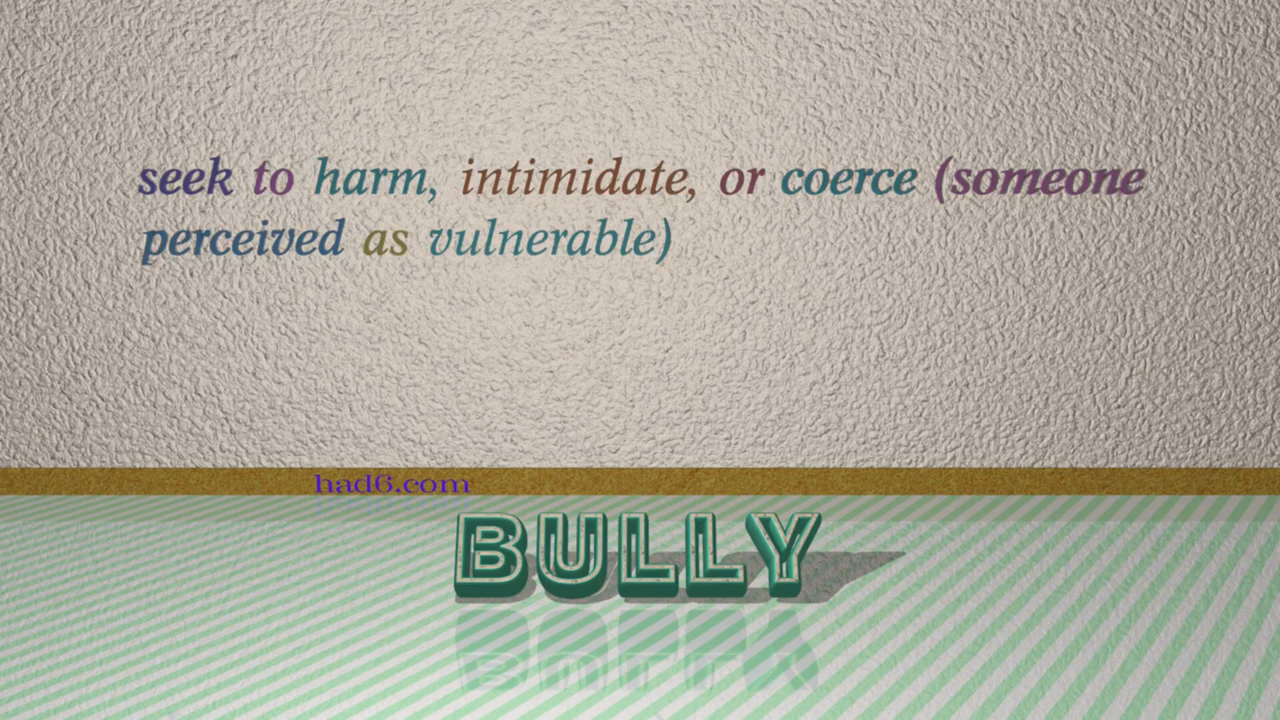 seek to harm, intimidate, or coerce (someone
perceived as vulnerable)
had6.com
BULLY